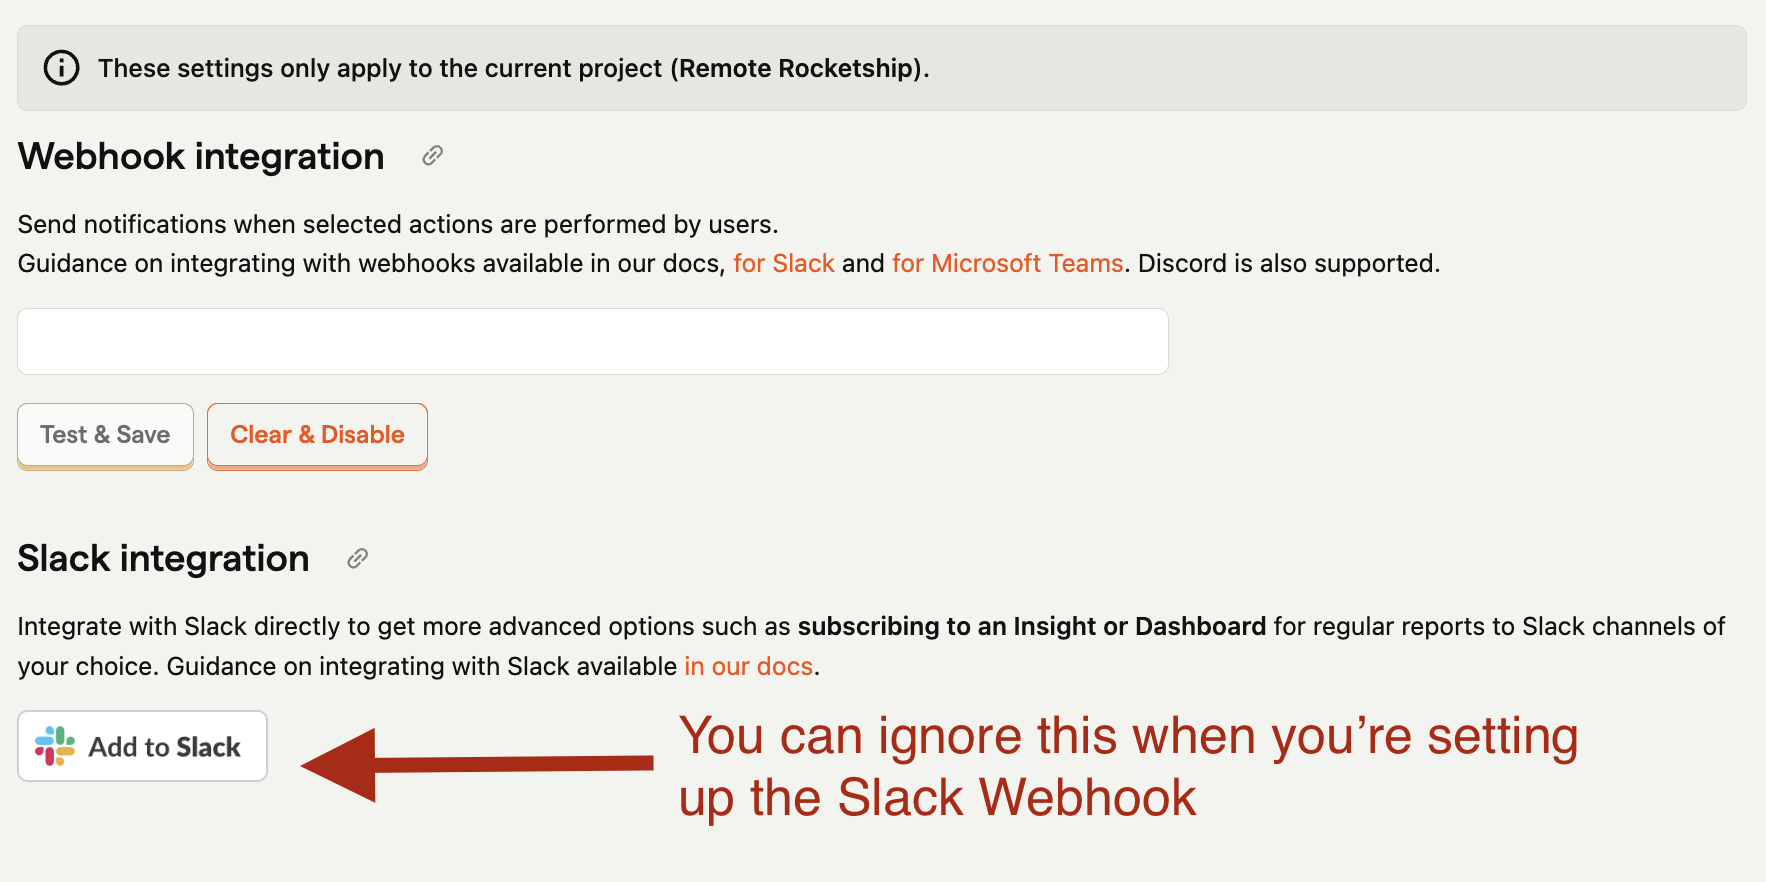 These settings only apply to the current project (Remote Rocketship).
Webhook integration
Send notifications when selected actions are performed by users.
Guidance on integrating with webhooks available in our docs, for Slack and for Microsoft Teams. Discord is also supported.
Test & Save
Clear & Disable
Slack integration
Integrate with Slack directly to get more advanced options such as subscribing to an Insight or Dashboard for regular reports to Slack channels of
your choice. Guidance on integrating with Slack available in our docs.
Add to Slack
You can ignore this when you’re setting
up the Slack Webhook